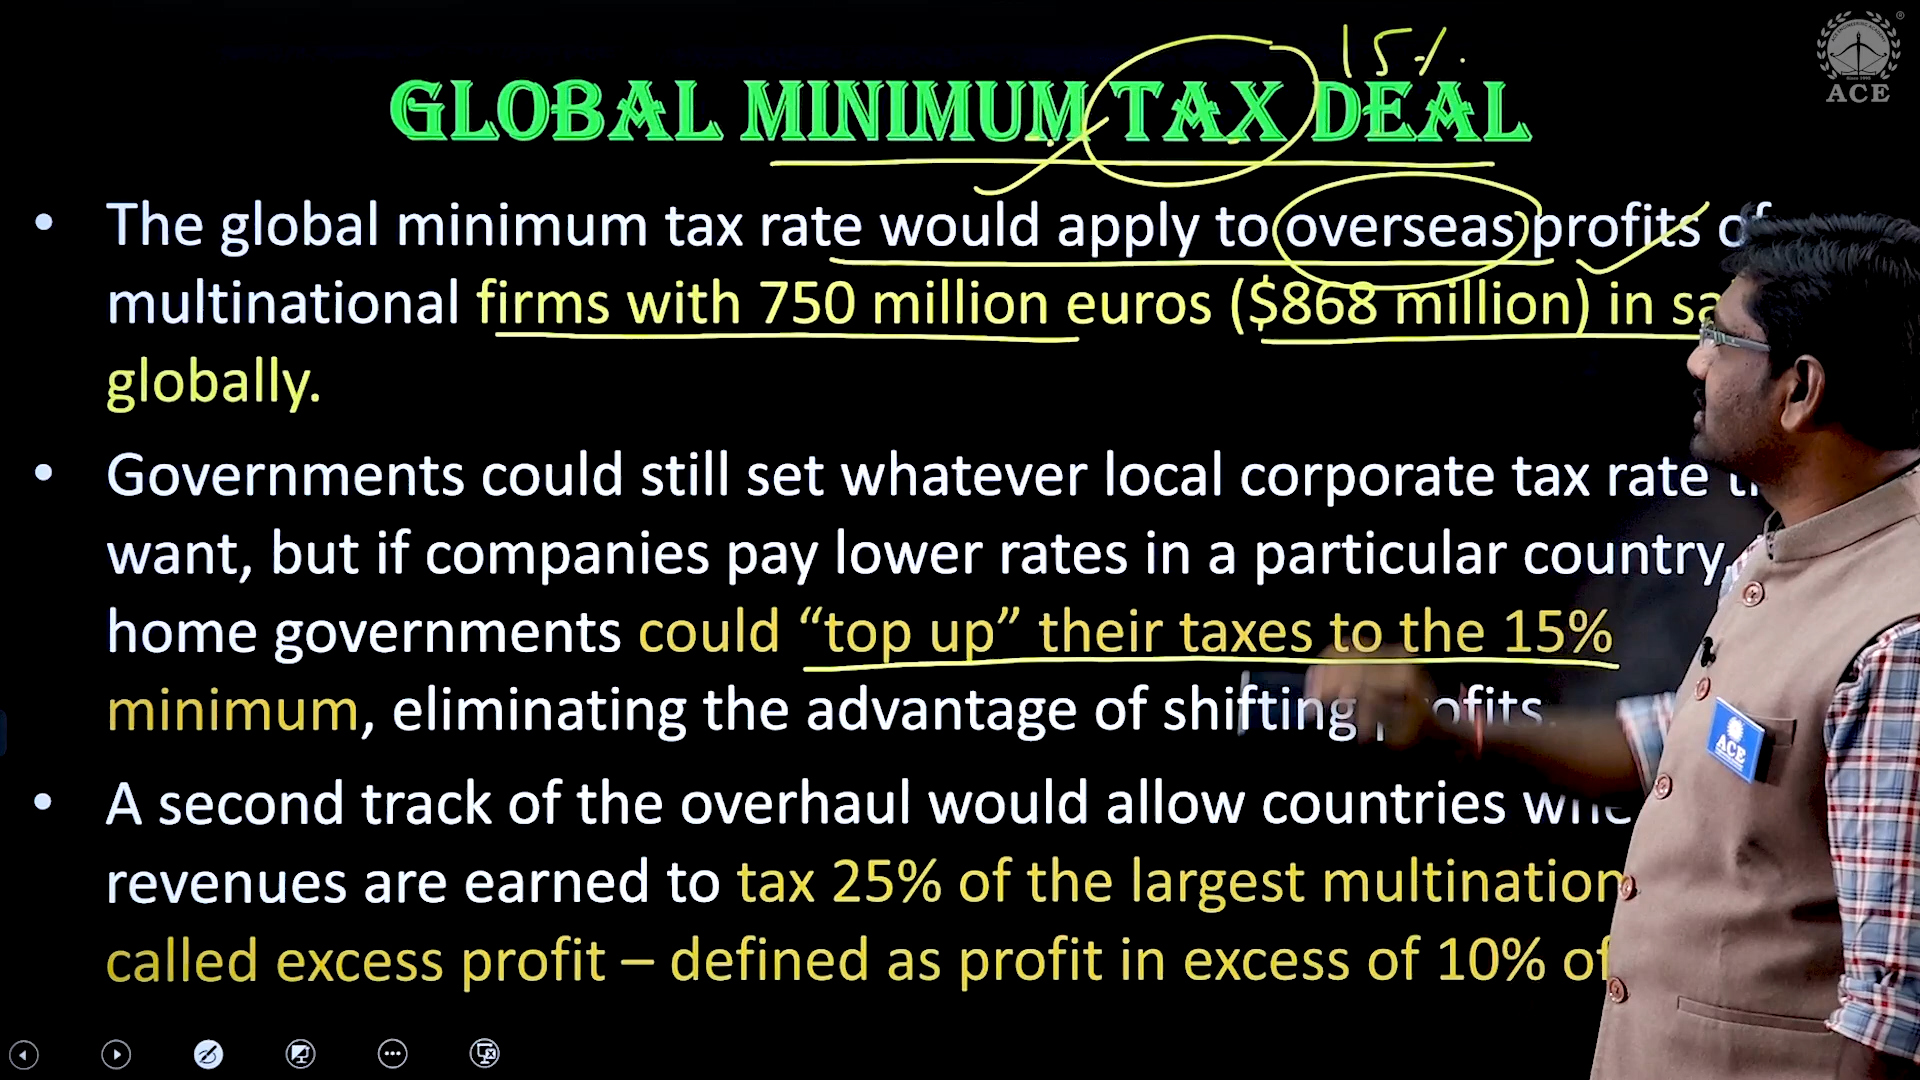 15%
ACE
GLOBAL MINIMUM TAX DEAL
• The global minimum tax rate would apply to overseas profits of
multinational firms with 750 million euros ($868 million) in
globally.
• Governments could still set whatever local corporate tax rate
want, but if companies pay lower rates in a particular country,
home governments could “top up” their taxes to the 15%
minimum, eliminating the advantage of shifting profits.
• A second track of the overhaul would allow countries
revenues are earned to tax 25% of the largest
called excess profit – defined as profit in excess of 10% of
ACE